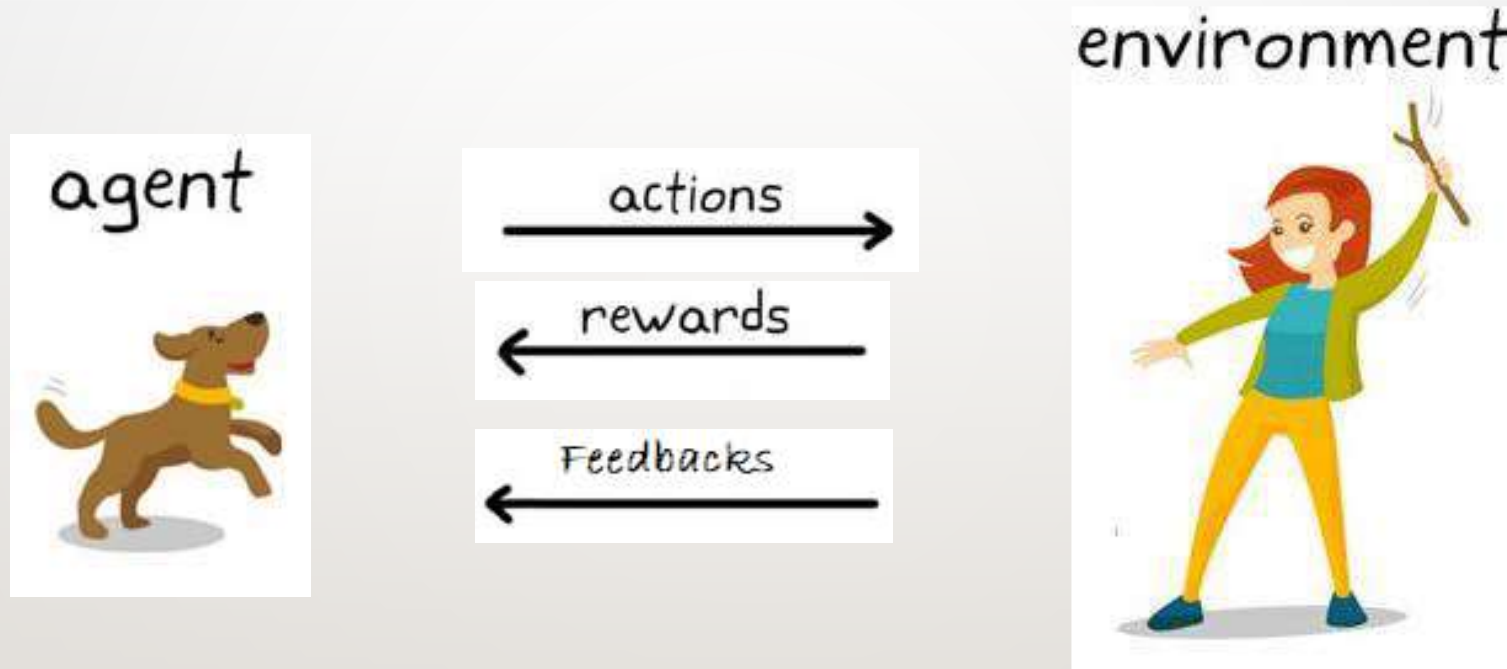 environment
agent
actions
rewards
Feedbacks